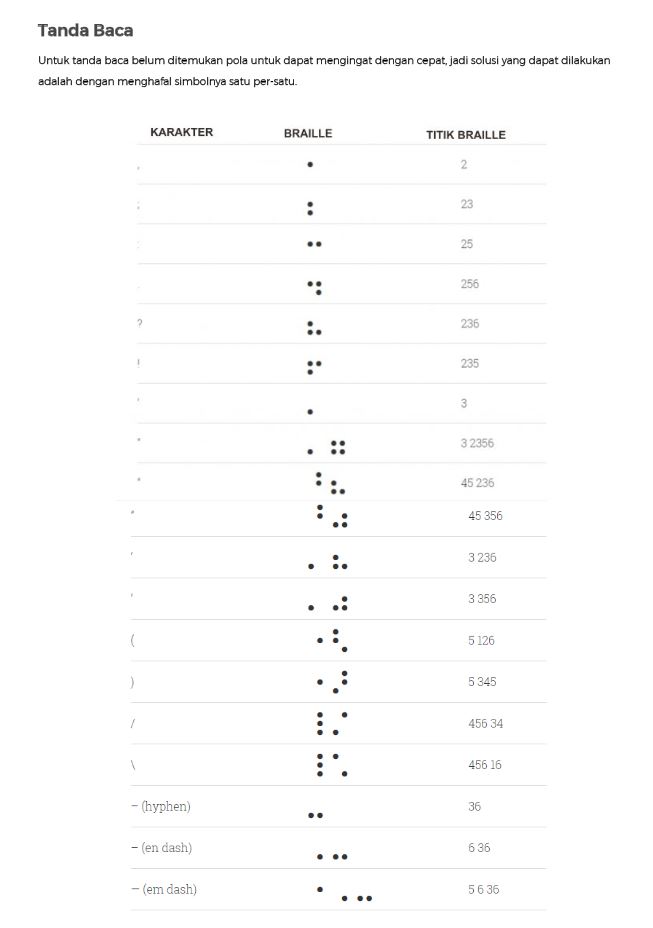 Tanda Baca
Untuk tanda baca belum ditemukan pola untuk dapat mengingat dengan cepat, jadi solusi yang dapat dilakukan
adalah dengan menghafal simbolnya satu per-satu.
KARAKTER BRAILLE TITIK BRAILLE
, ⠂ 2
; ⠆ 23
: ⠒ 25
. ⠲ 256
? ⠦ 236
! ⠖ 235
' ⠄ 3
" ⠄ ⠶ 3 2356
“ ⠘ ⠦ 45 236
” ⠘ ⠴ 45 356
‘ ⠄ ⠦ 3 236
’ ⠄ ⠴ 3 356
( ⠐ ⠣ 5 126
) ⠐ ⠜ 5 345
/ ⠸ ⠌ 456 34
\ ⠸ ⠡ 456 16
– (hyphen) ⠤ 36
– (en dash) ⠠ ⠤ 6 36
— (em dash) ⠐ ⠠ ⠤ 5 6 36